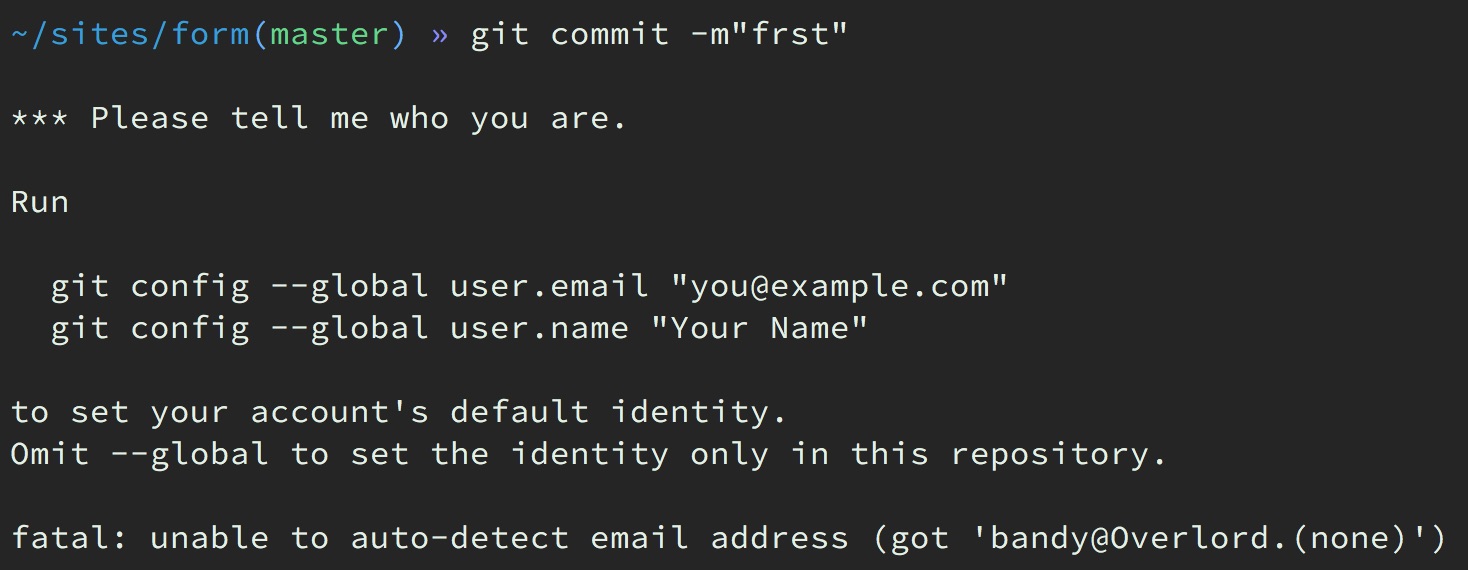 ~/sites/form(master) » git commit -m"frst"
*** Please tell me who you are.
Run
git config --global user.email "you@example.com"
git config --global user.name "Your Name"
to set your account's default identity.
Omit --global to set the identity only in this repository.
fatal: unable to auto-detect email address (got 'bandy@Overlord.(none)')